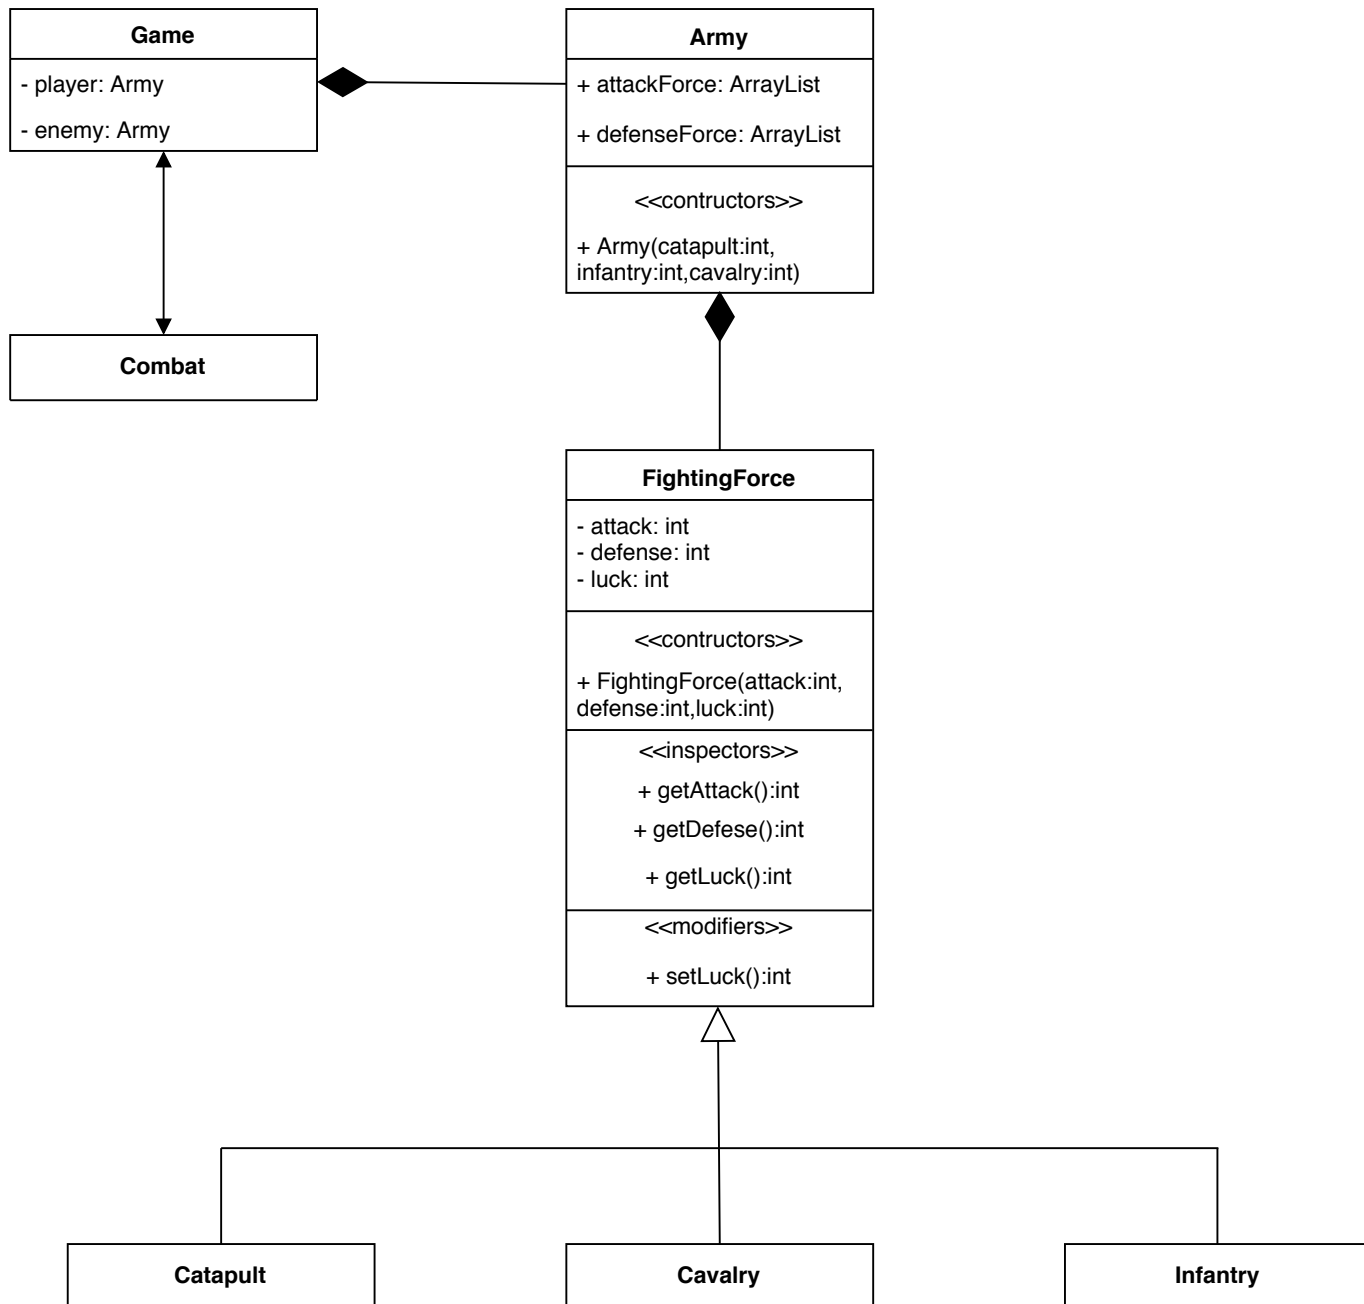 Game
- player: Army
- enemy: Army
Army
+ attackForce: ArrayList
+ defenseForce: ArrayList
<<contructors>>
+ Army(catapult:int,
infantry:int,cavalry:int)
Combat
FightingForce
- attack: int
- defense: int
- luck: int
<<contructors>>
+ FightingForce(attack:int,
defense:int,luck:int)
<<inspectors>>
+ getAttack():int
+ getDefese():int
+ getLuck():int
<<modifiers>>
+ setLuck():int
Catapult
Cavalry
Infantry